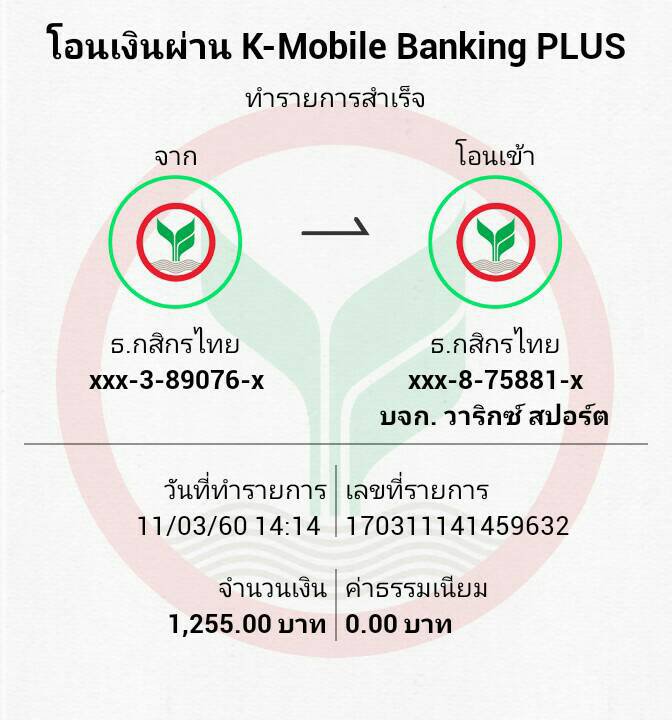 โอนเงินผ่าน K-Mobile Banking PLUS
ทำรายการสำเร็จ
จาก
โอนเข้า
ธ.กสิกรไทย
xxx-3-89076-x
ธ.กสิกรไทย
xxx-8-75881-x
บจก. วาริกซ์ สปอร์ต
วันที่ทำรายการ
11/03/60 14:14
เลขที่รายการ
170311141459632
จำนวนเงิน
1,255.00 บาท
ค่าธรรมเนียม
0.00 บาท